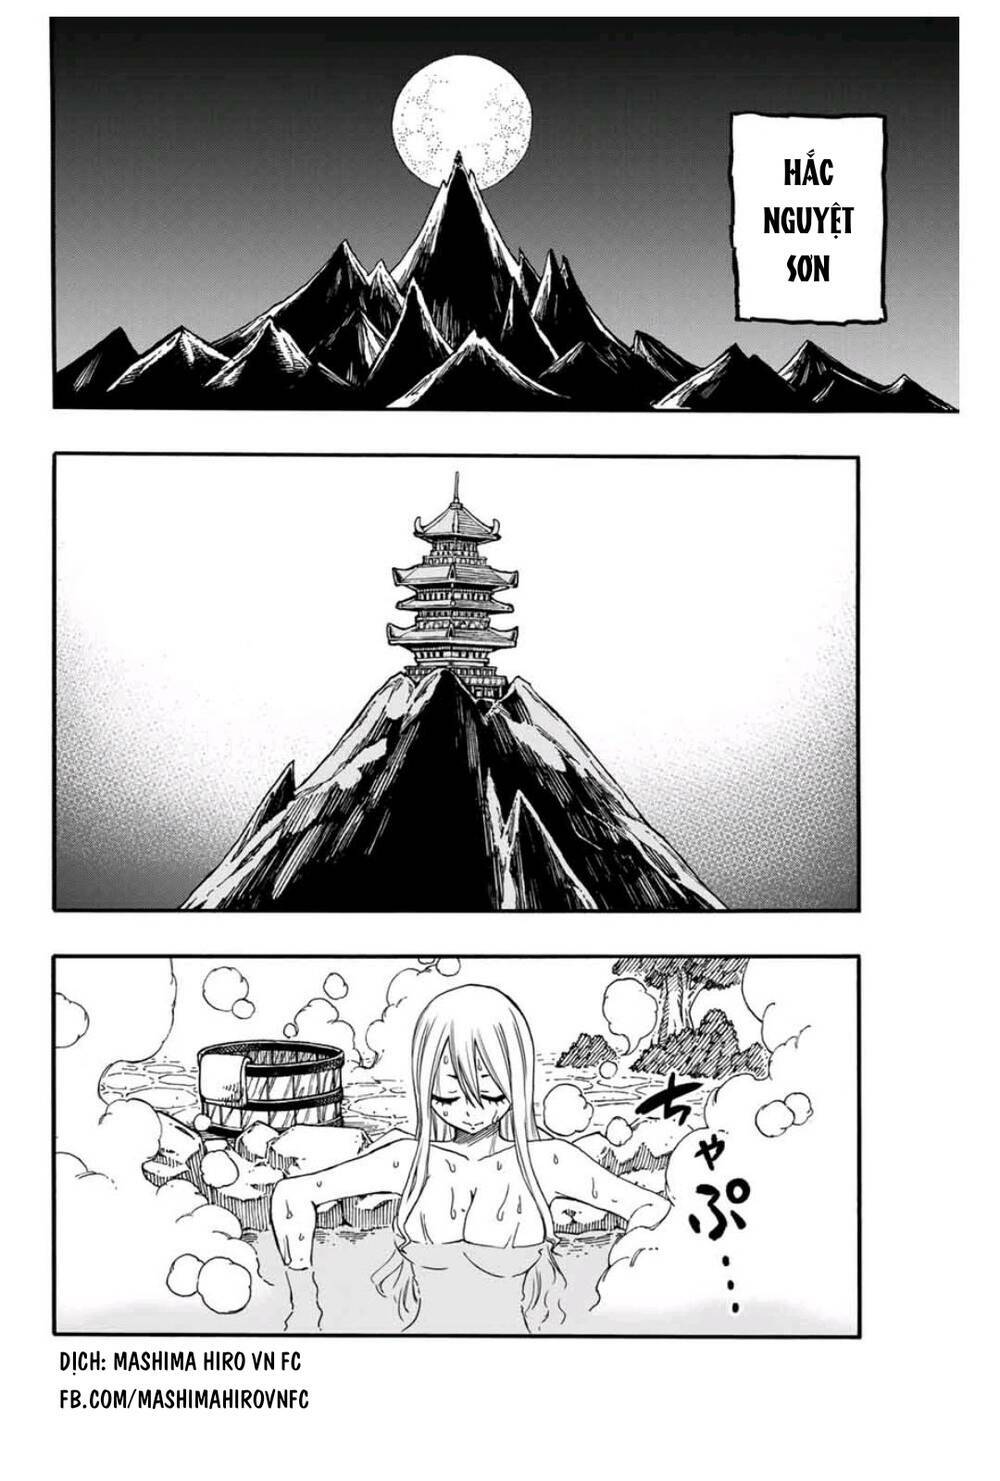 HẮC
NGUYỆT
SƠN
ちゃぷ…
DỊCH: MASHIMA HIRO VN FC
FB.COM/MASHIMAHIROVNFC